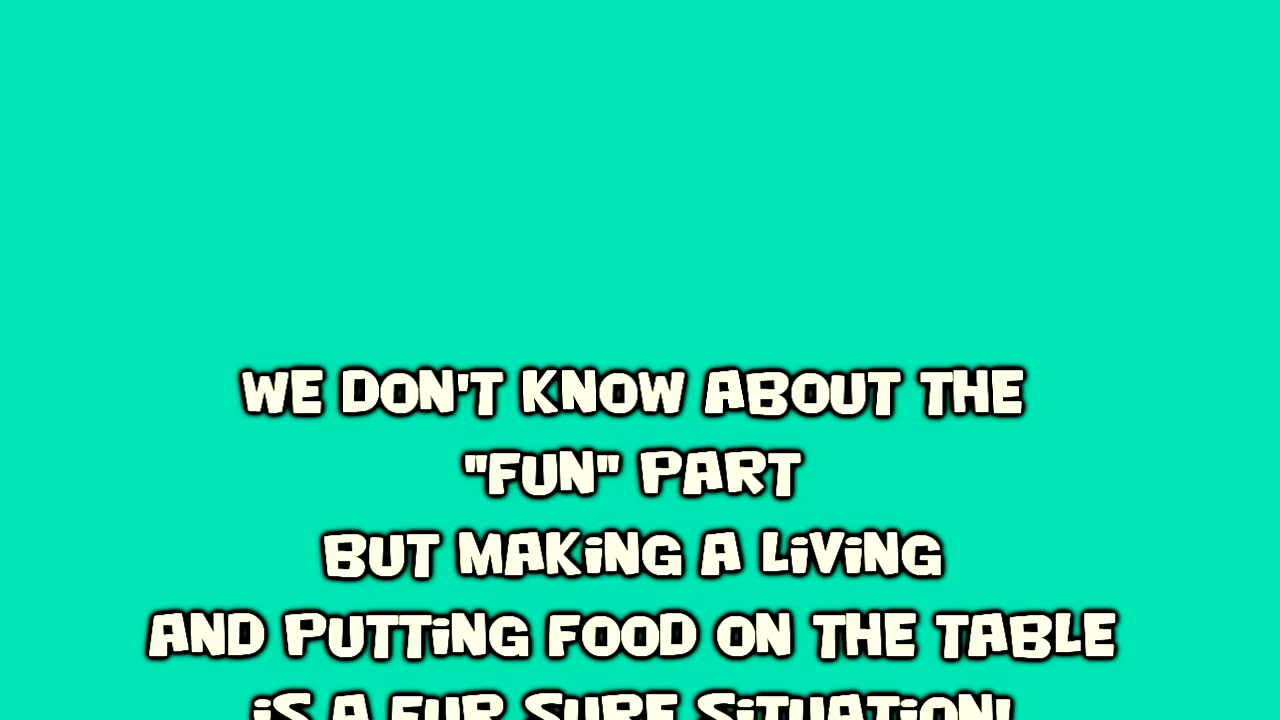 WE DON'T KNOW ABOUT THE
"FUN" PART
BUT MAKiNG A LiViNG
AND PUTTiNG FOOD ON THE TABLE
iS A FUR SURE SiTUATiON!